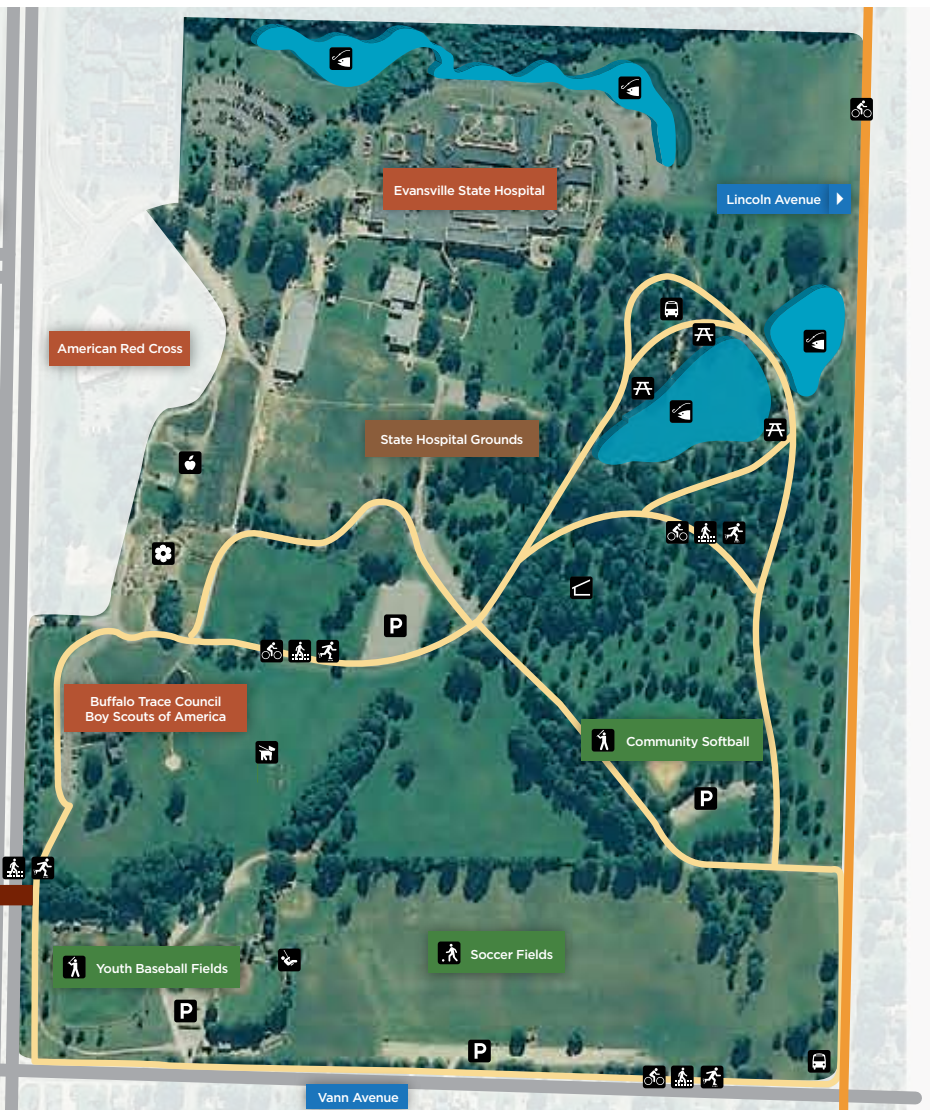 Evansville State Hospital
Lincoln Avenue
American Red Cross
State Hospital Grounds
P
Buffalo Trace Council
Boy Scouts of America
Community Softball
P
Youth Baseball Fields
Soccer Fields
P
P
Vann Avenue